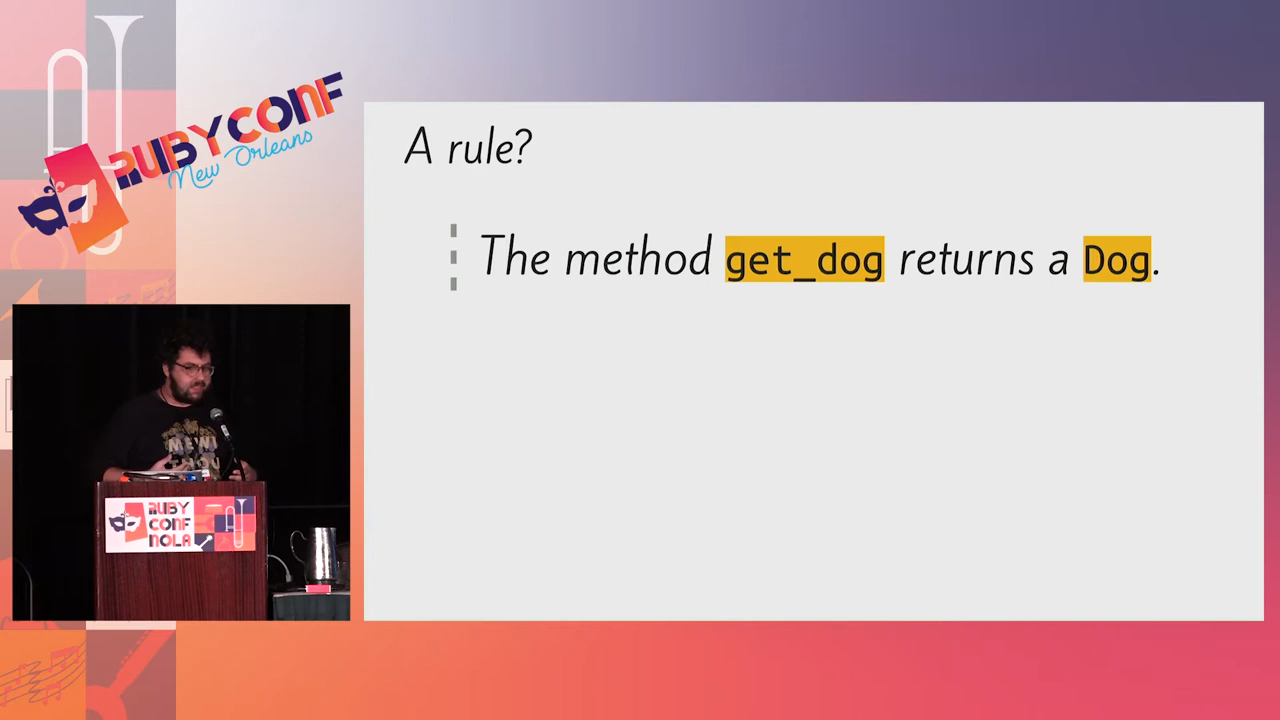 RUBYCONF
New Orleans
A rule?
The method get_dog returns a Dog.
RUBY
CONF
NOLA